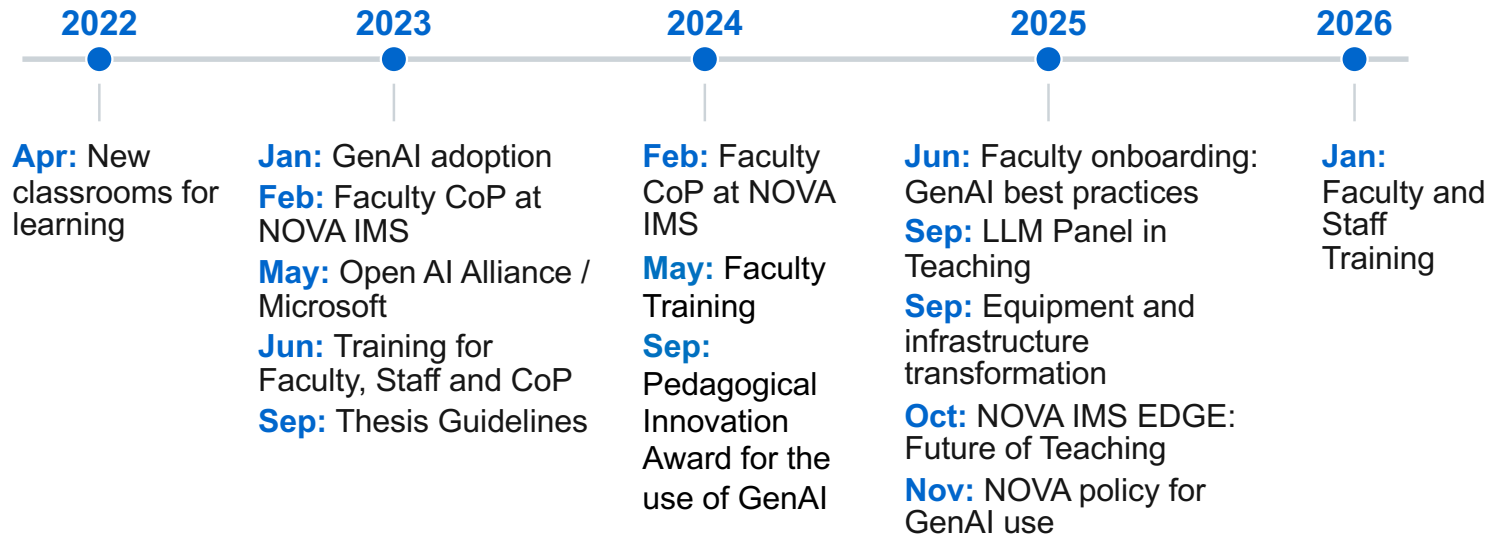 2022
2023
2024
2025
2026
Apr: New
classrooms for
learning
Jan: GenAI adoption
Feb: Faculty CoP at
NOVA IMS
May: Open AI Alliance /
Microsoft
Jun: Training for
Faculty, Staff and CoP
Sep: Thesis Guidelines
Feb: Faculty
CoP at NOVA
IMS
May: Faculty
Training
Sep:
Pedagogical
Innovation
Award for the
use of GenAI
Jun: Faculty onboarding:
GenAI best practices
Sep: LLM Panel in
Teaching
Sep: Equipment and
infrastructure
transformation
Oct: NOVA IMS EDGE:
Future of Teaching
Nov: NOVA policy for
GenAI use
Jan:
Faculty and
Staff
Training